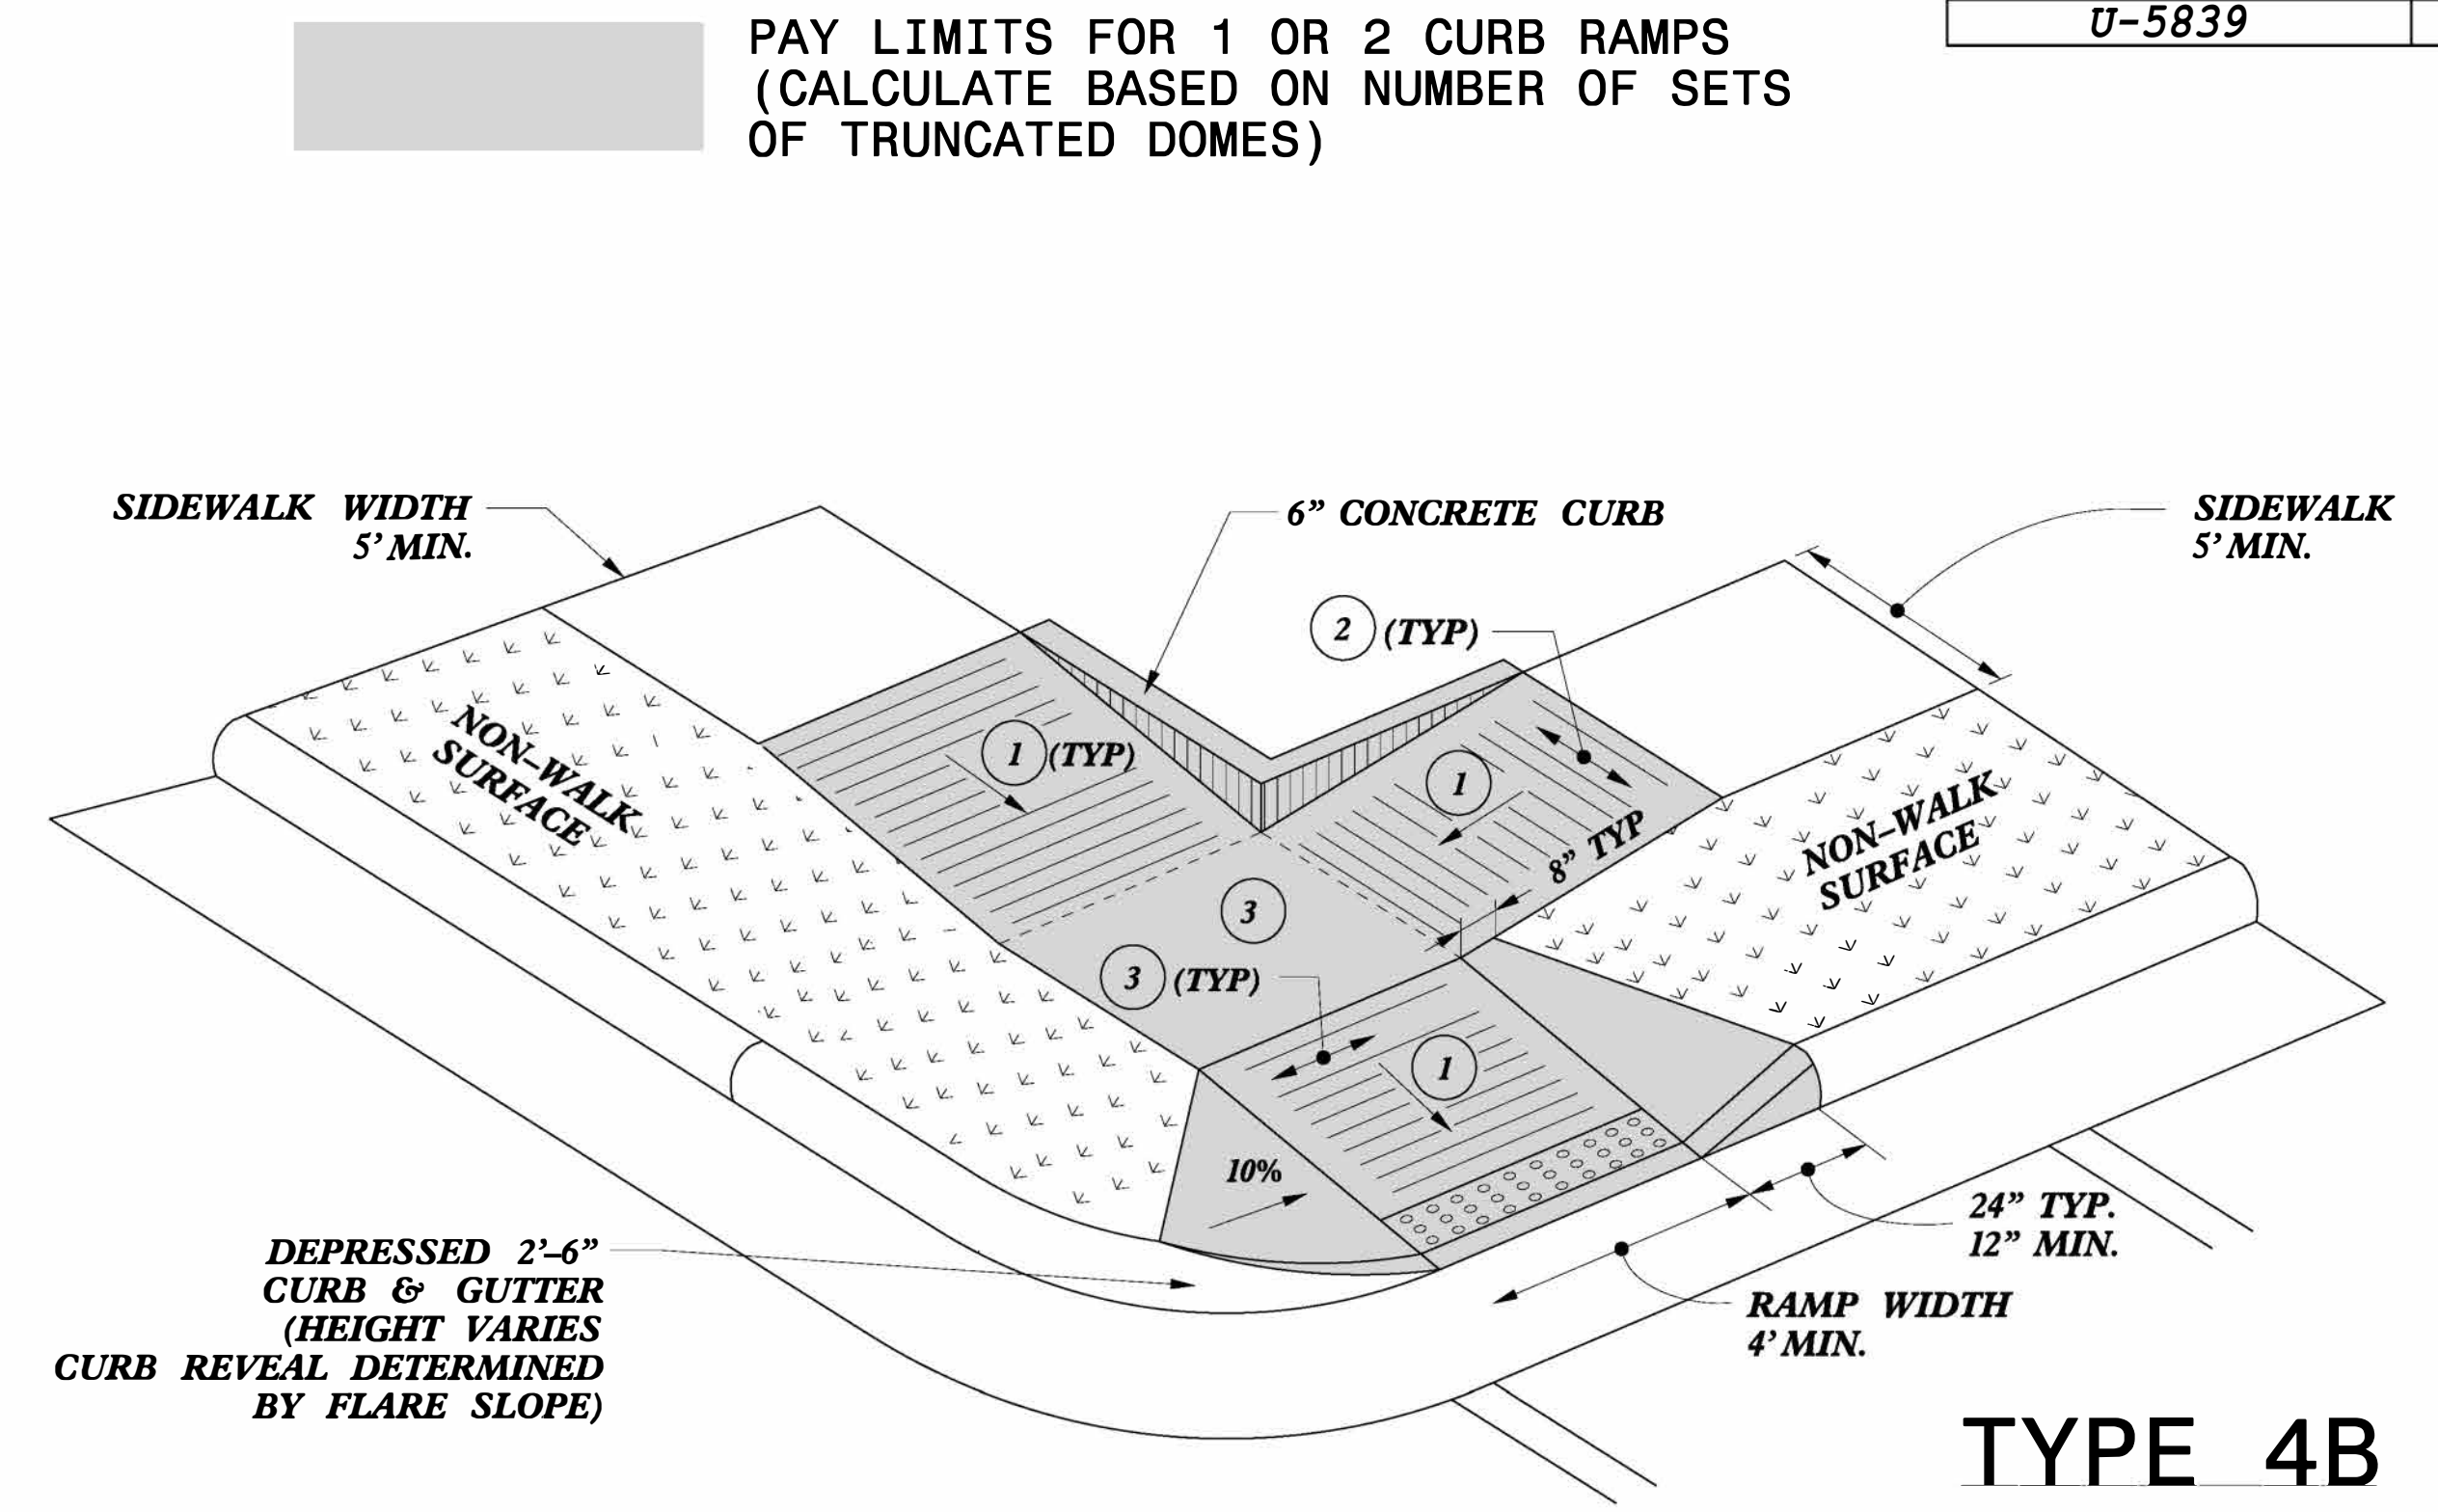 PAY LIMITS FOR 1 OR 2 CURB RAMPS
(CALCULATE BASED ON NUMBER OF SETS
OF TRUNCATED DOMES)
U-5839
SIDEWALK WIDTH
5' MIN.
6" CONCRETE CURB
SIDEWALK
5' MIN.
2 (TYP)
1 (TYP)
1
8" TYP
NON-WALK
SURFACE
NON-WALK
SURFACE
3
3 (TYP)
1
10%
24" TYP.
12" MIN.
DEPRESSED 2'-6"
CURB & GUTTER
(HEIGHT VARIES
CURB REVEAL DETERMINED
BY FLARE SLOPE)
RAMP WIDTH
4' MIN.
TYPE 4B